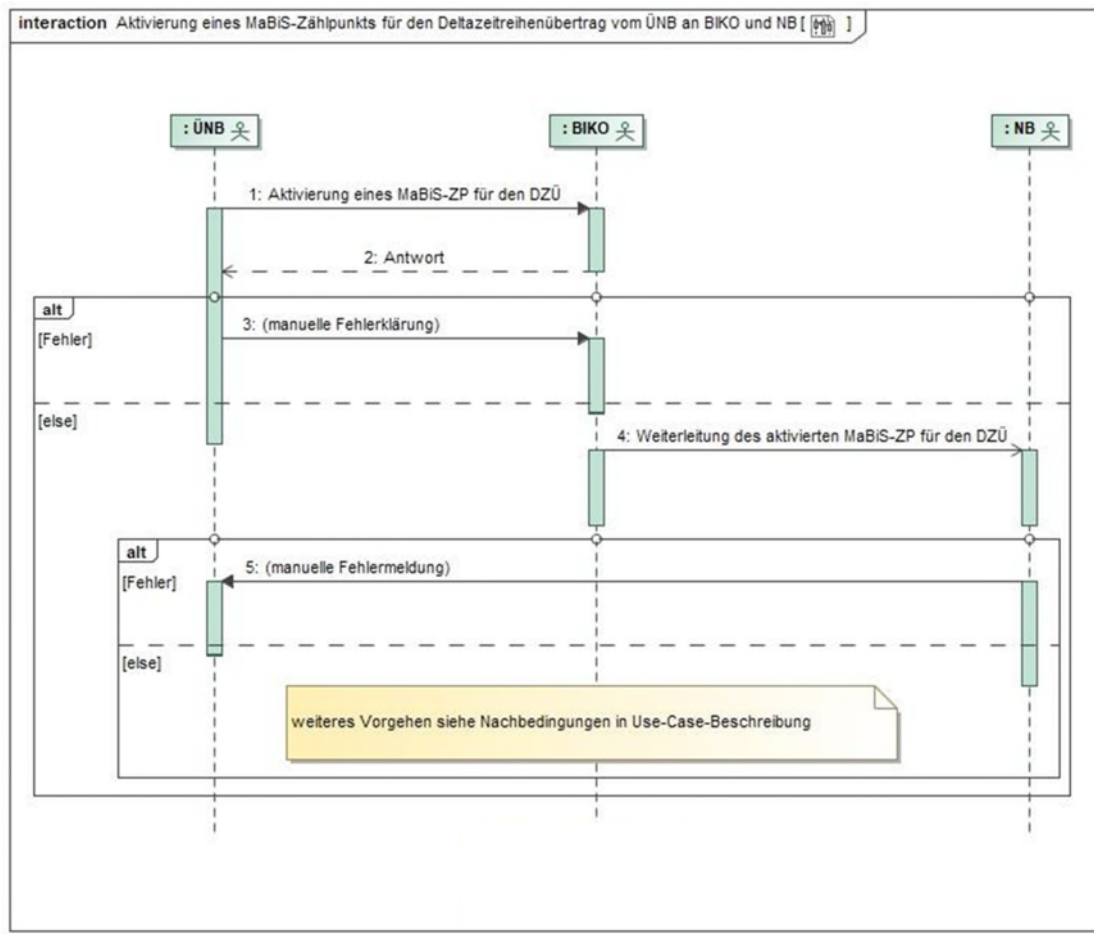 interaction Aktivierung eines MaBiS-Zählpunkts für den Deltazeitreihenübertrag vom ÜNB an BIKO und NB [ ]
: ÜNB
: BIKO
: NB
1: Aktivierung eines MaBiS-ZP für den DZÜ
2: Antwort
alt
[Fehler]
3: (manuelle Fehlerklärung)
[else]
4: Weiterleitung des aktivierten MaBiS-ZP für den DZÜ
alt
[Fehler]
5: (manuelle Fehlermeldung)
[else]
weiteres Vorgehen siehe Nachbedingungen in Use-Case-Beschreibung